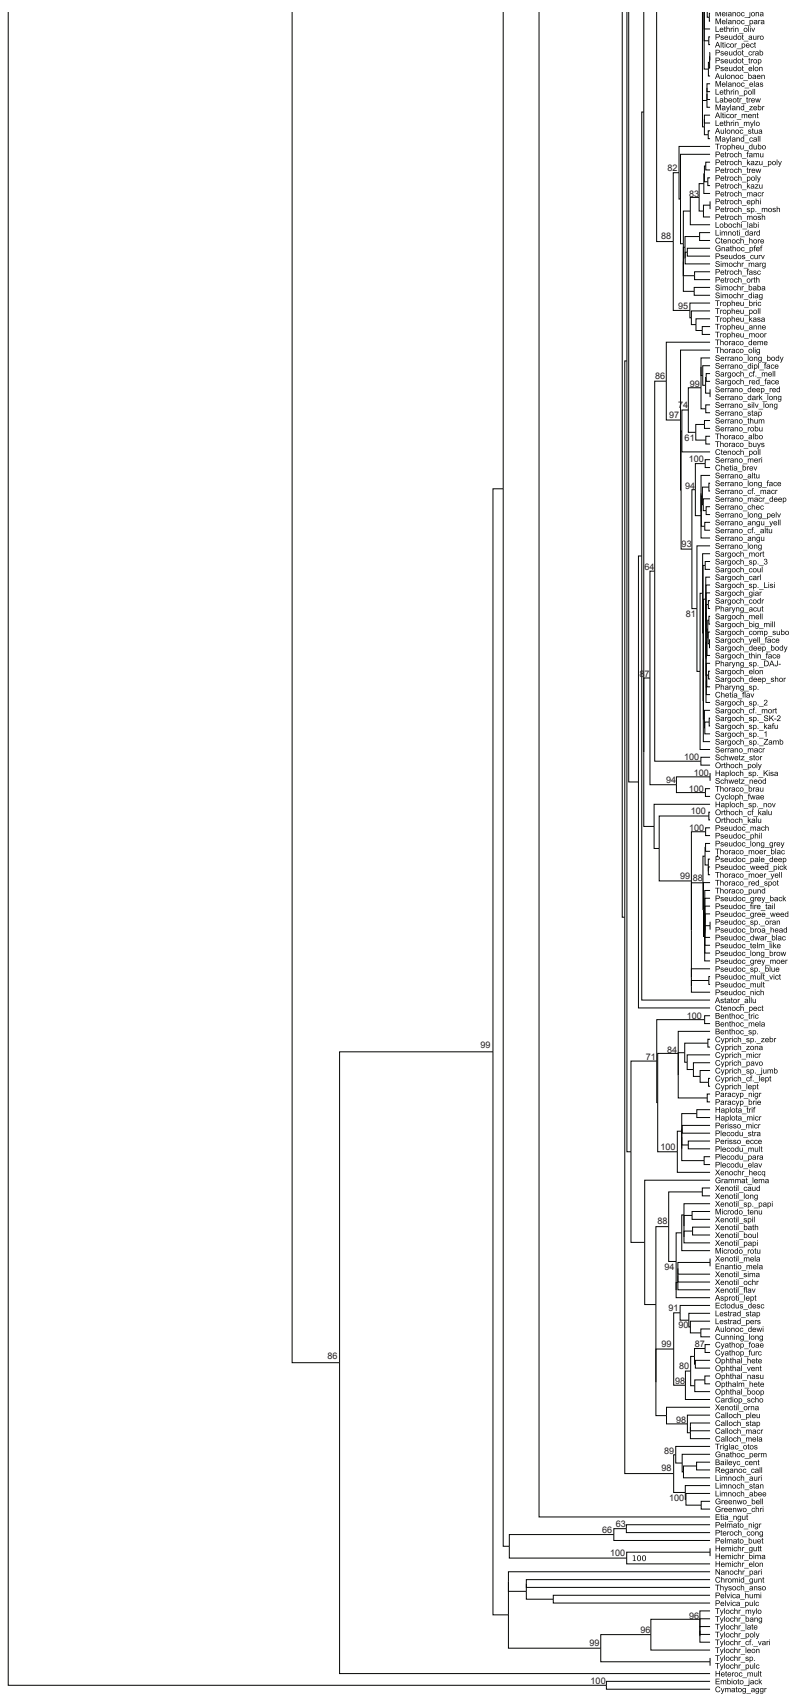 Melanoc_joha
Melanoc_para
Lethrin_oliv
Pseudot_auro
Alticor_pect
Pseudot_crab
Pseudot_trop
Pseudot_elon
Aulonoc_baen
Melanoc_elas
Lethrin_poll
Labeotr_trew
Mayland_zebr
Alticor_ment
Lethrin_mylo
Aulonoc_stua
Mayland_call
Tropheu_dubo
Petroch_famu
Petroch_kazu_poly
82
Petroch_trew
Petroch_poly
Petroch_kazu
83
Petroch_macr
Petroch_ephi
Petroch_sp._mosh
Petroch_mosh
Lobochi_labi
Limnoti_dard
88
Ctenoch_hore
Gnathoc_pfef
Pseudos_curv
Simochr_marg
Petroch_fasc
Petroch_orth
Simochr_baba
Simochr_diag
95
Tropheu_bric
Tropheu_poll
Tropheu_kasa
Tropheu_anne
Tropheu_moor
Thoraco_deme
Thoraco_olig
Serrano_long_body
Serrano_dipl_face
86
Sargoch_cf._mell
Sargoch_red_face
99
Serrano_deep_red
Serrano_dark_long
74
Serrano_silv_long
97
Serrano_stap
Serrano_thum
Serrano_robu
61
Thoraco_albo
Thoraco_buys
Ctenoch_poll
100
Serrano_meri
Chetia_brev
Serrano_altu
94
Serrano_long_face
Serrano_cf._macr
Serrano_macr_deep
Serrano_chec
Serrano_long_pelv
Serrano_angu_yell
Serrano_cf._altu
Serrano_angu
93
Serrano_long
Sargoch_mort
64
Sargoch_sp._3
Sargoch_coul
Sargoch_carl
Sargoch_sp._Lisi
Sargoch_giar
Sargoch_codr
81
Pharyng_acut
Sargoch_mell
Sargoch_big_mill
Sargoch_comp_subo
Sargoch_yell_face
Sargoch_deep_body
Sargoch_thin_face
Pharyng_sp._DAJ-
87
Sargoch_elon
Sargoch_deep_shor
Pharyng_sp.
Chetia_flav
Sargoch_sp._2
Sargoch_cf._mort
Sargoch_sp._SK-2
Sargoch_sp._kafu
Sargoch_sp._1
Sargoch_sp._Zamb
Serrano_macr
100
Schwetz_stor
Orthoch_poly
100
Haploch_sp._Kisa
94
Schwetz_neod
100
Thoraco_brau
Cycloph_fwae
Haploch_sp._nov
100
Orthoch_cf_kalu
Orthoch_kalu
100
Pseudoc_mach
Pseudoc_phil
Pseudoc_long_grey
Thoraco_moer_blac
Pseudoc_pale_deep
Pseudoc_weed_pick
99
88
Thoraco_moer_yell
Thoraco_red_spot
Thoraco_pund
Pseudoc_grey_back
Pseudoc_fire_tail
Pseudoc_gree_weed
Pseudoc_sp._oran
Pseudoc_broa_head
Pseudoc_dwar_blac
Pseudoc_telm_like
Pseudoc_long_brow
Pseudoc_grey_moer
Pseudoc_sp._blue
Pseudoc_mult_vict
Pseudoc_mult
Pseudoc_nich
Astator_allu
Ctenoch_pect
100
Benthoc_tric
Benthoc_mela
Benthoc_sp.
Cyprich_sp._zebr
99
84
Cyprich_zona
71
Cyprich_micr
Cyprich_pavo
Cyprich_sp._jumb
Cyprich_cf._lept
Cyprich_lept
Paracyp_nigr
Paracyp_brie
Haplota_trif
Haplota_micr
Perisso_micr
Plecodu_stra
Perisso_ecce
100
Plecodu_mult
Plecodu_para
Plecodu_elav
Xenochr_hecq
Grammat_lema
Xenotil_caud
Xenotil_long
Xenotil_sp._papi
Microdo_tenu
88
Xenotil_spil
Xenotil_bath
Xenotil_boul
Xenotil_papi
Microdo_rotu
Xenotil_mela
94
Enantio_mela
Xenotil_sima
Xenotil_ochr
Xenotil_flav
Asproti_lept
91
Ectodus_desc
Lestrad_stap
90
Lestrad_pers
Aulonoc_dewi
Cunning_long
99
87
Cyathop_foae
Cyathop_furc
86
Ophthal_hete
80
Ophthal_vent
Ophthal_nasu
98
Opthalm_hete
Ophthal_boop
Cardiop_scho
Xenotil_orna
Calloch_pleu
98
Calloch_stap
Calloch_macr
Calloch_mela
89
Triglac_otos
Gnathoc_perm
Baileyc_cent
98
Reganoc_call
Limnoch_auri
Limnoch_stan
100
Limnoch_abee
Greenwo_bell
Greenwo_chri
Etia_ngut
63
Pelmato_nigr
66
Pteroch_cong
Pelmato_buet
100
Hemichr_gutt
100
Hemichr_bima
Hemichr_elon
Nanochr_pari
Chromid_gunt
Thysoch_anso
Pelvica_humi
Pelvica_pulc
96
Tylochr_mylo
Tylochr_bang
96
Tylochr_late
Tylochr_poly
99
Tylochr_cf._vari
Tylochr_leon
Tylochr_sp.
Tylochr_pulc
Heteroc_mult
100
Embioto_jack
Cymatog_aggr